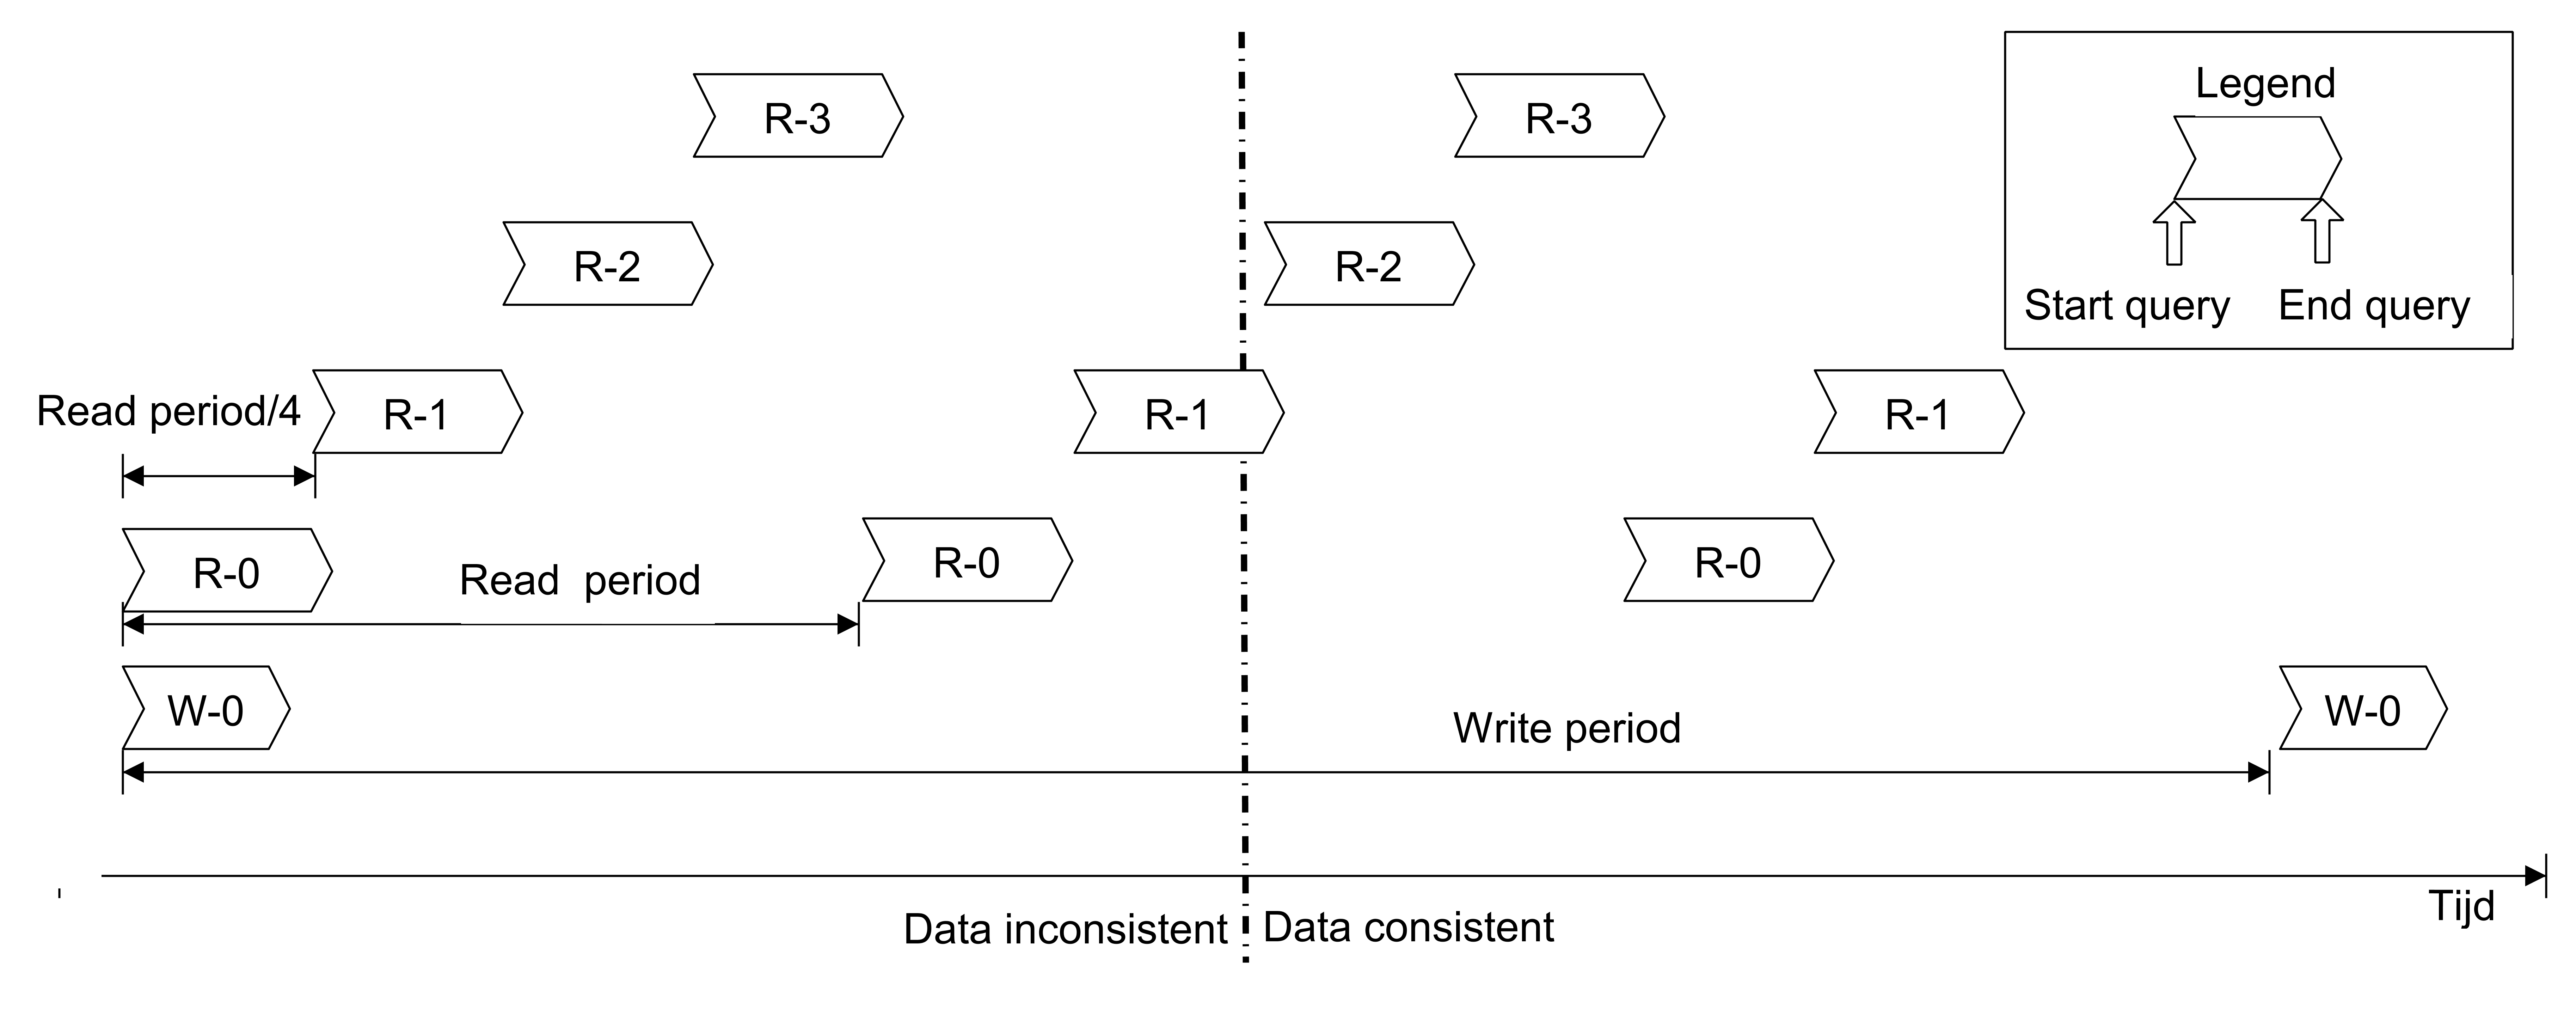 Legend
R-3
R-3
R-2
R-2
Start query
End query
Read period/4
R-1
R-1
R-1
R-0
Read period
R-0
R-0
W-0
Write period
W-0
Tijd
Data inconsistent
Data consistent